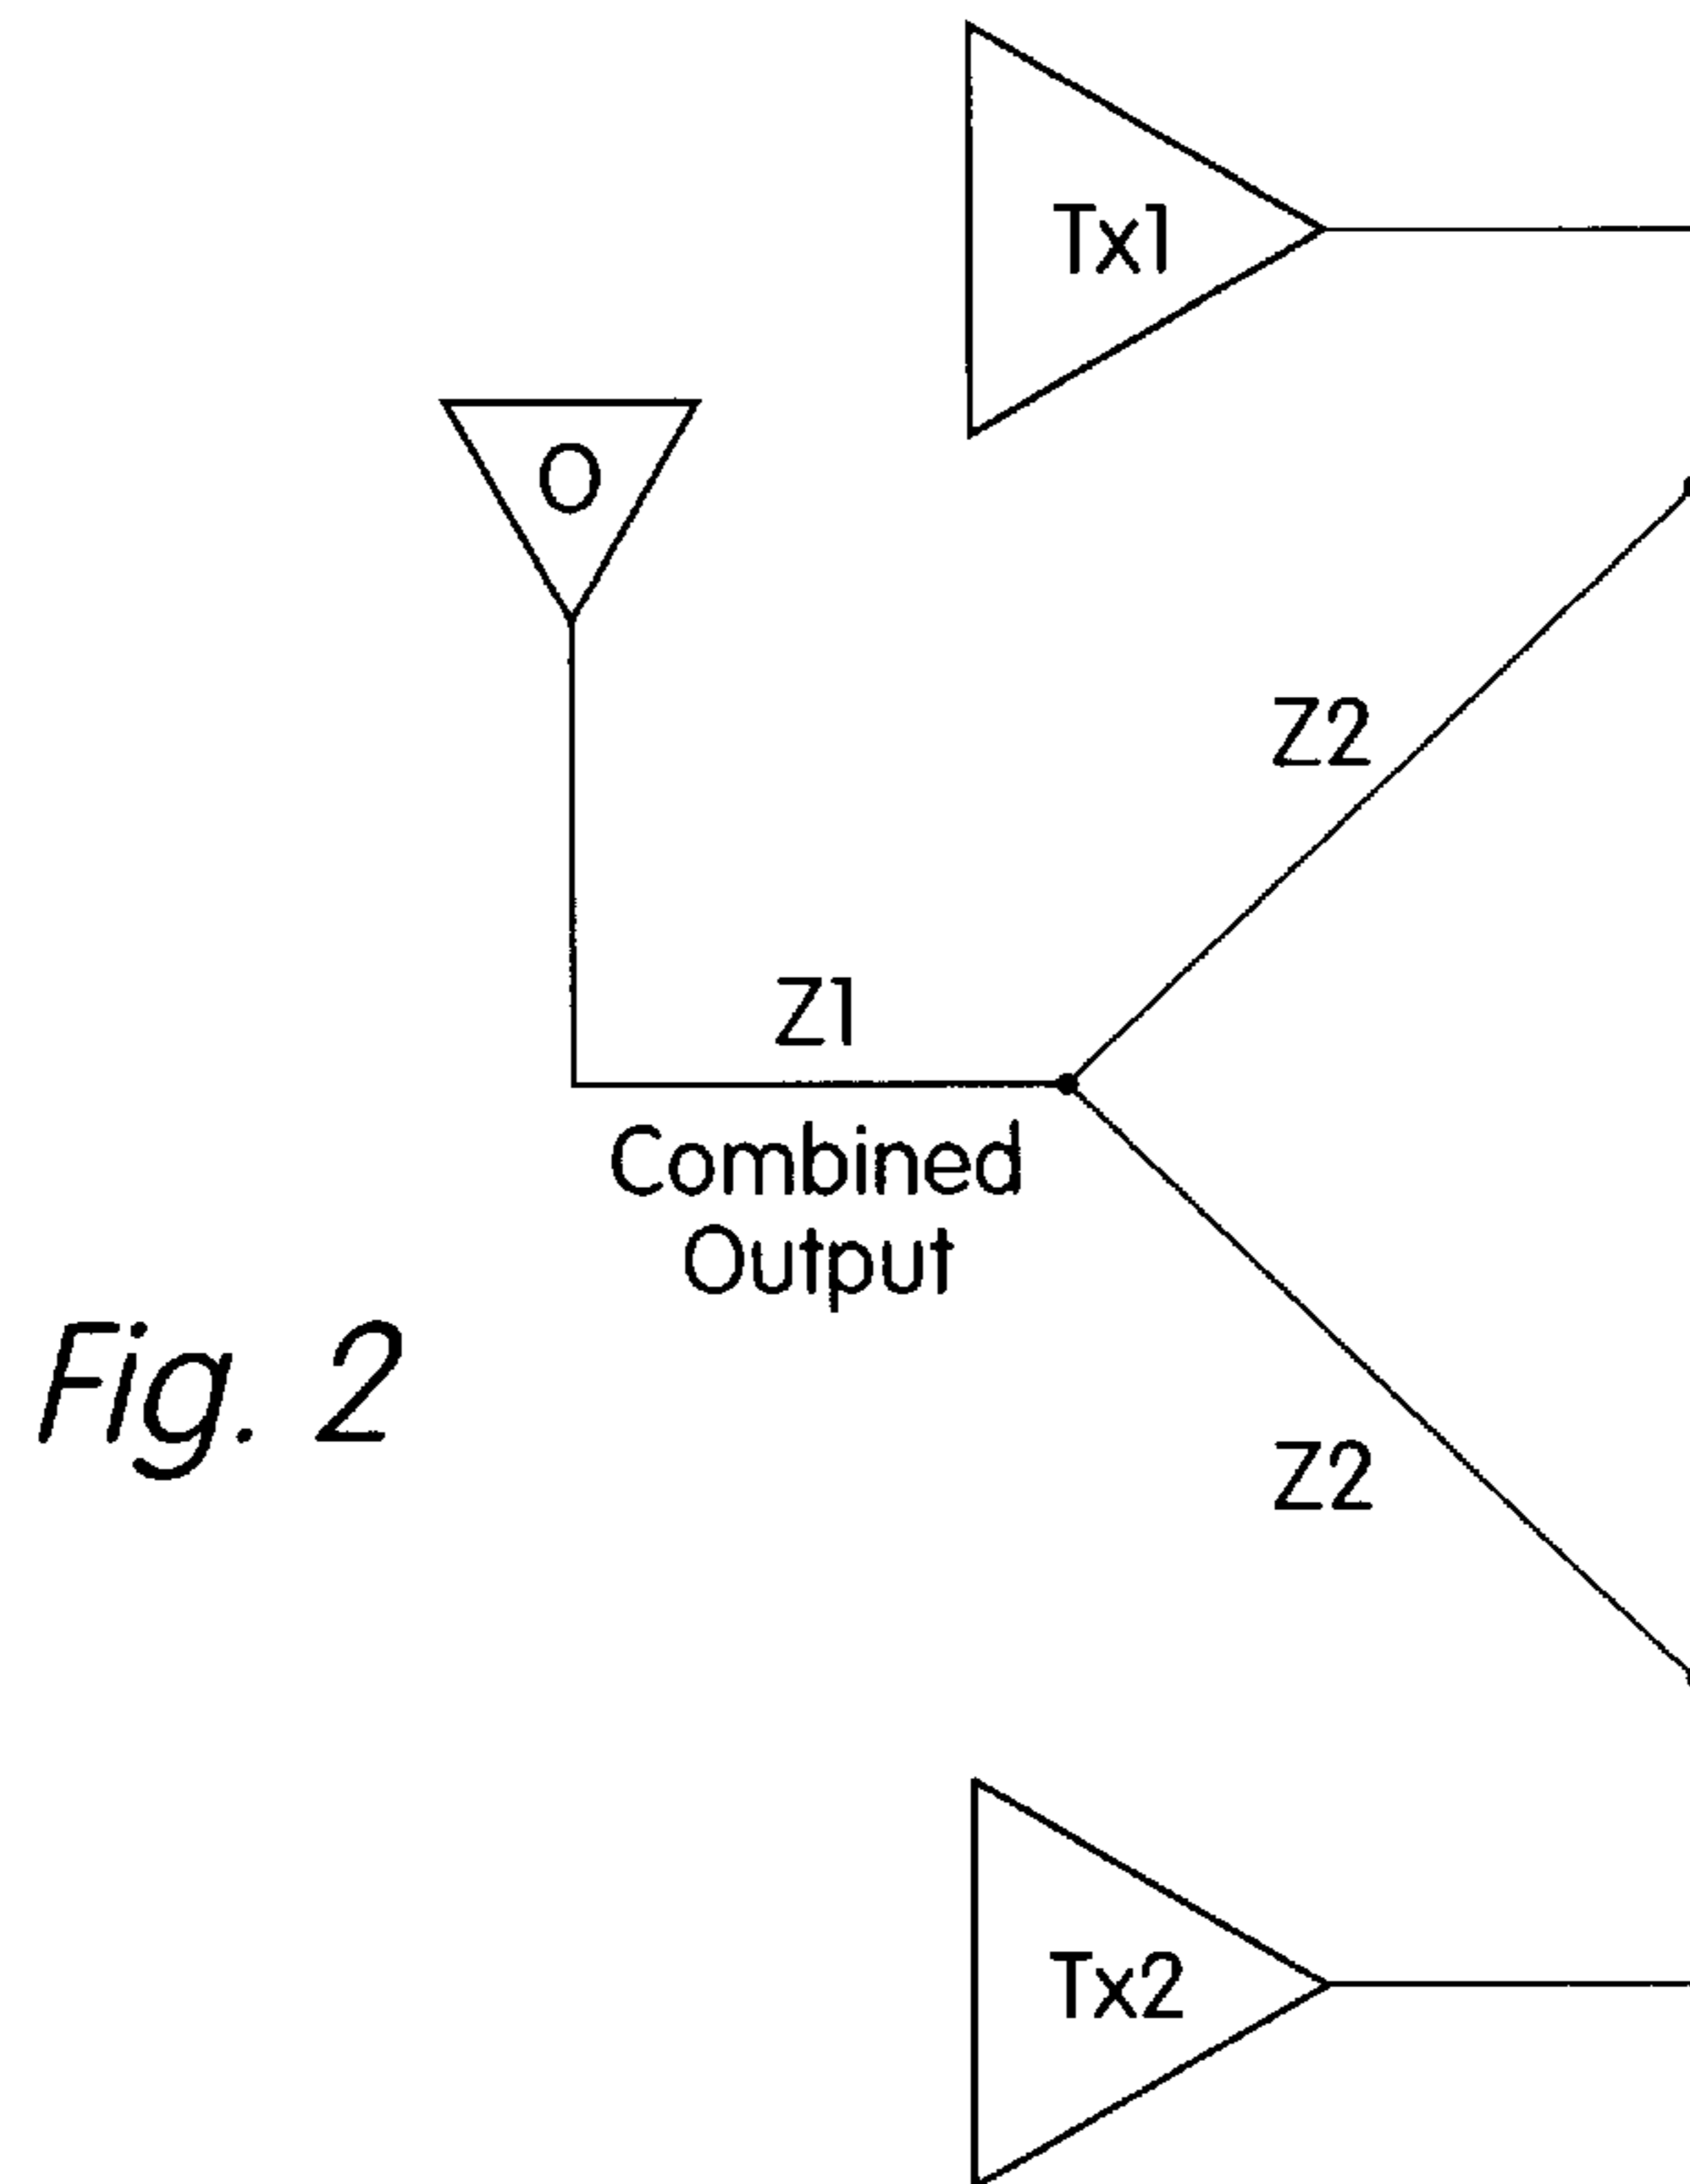 Tx1
O
Z2
Z1
Combined
Output
Fig. 2
Z2
Tx2